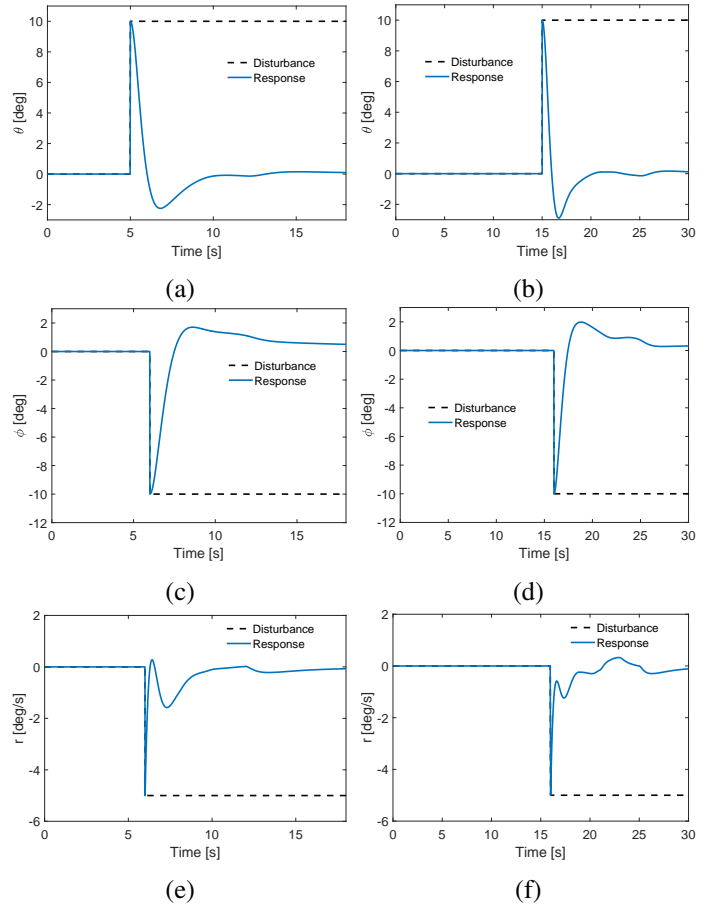 10
8
6
4
2
0
-2
θ [deg]
Disturbance
Response
0 5 10 15
Time [s]
(a)
10
8
6
4
2
0
-2
θ [deg]
Disturbance
Response
0 5 10 15 20 25 30
Time [s]
(b)
2
0
-2
-4
-6
-8
-10
-12
ϕ [deg]
Disturbance
Response
0 5 10 15
Time [s]
(c)
2
0
-2
-4
-6
-8
-10
-12
ϕ [deg]
Disturbance
Response
0 5 10 15 20 25 30
Time [s]
(d)
2
0
-2
-4
-6
r [deg/s]
Disturbance
Response
0 5 10 15
Time [s]
(e)
2
0
-2
-4
-6
r [deg/s]
Disturbance
Response
0 5 10 15 20 25 30
Time [s]
(f)